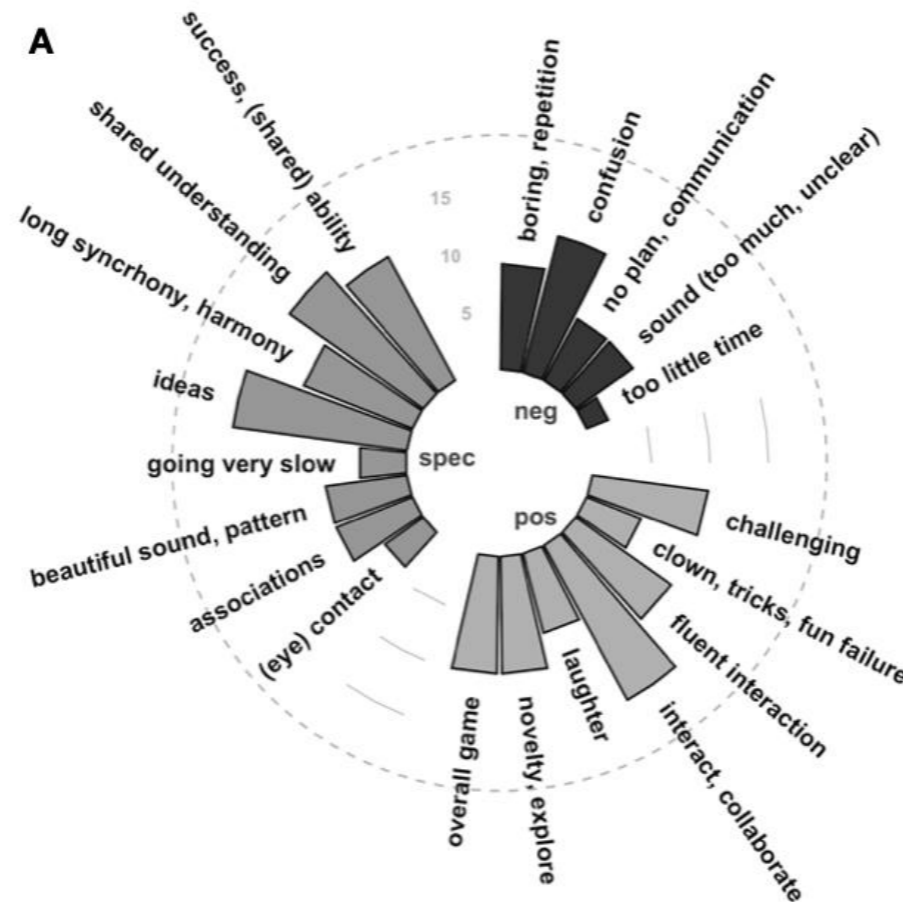 A
success, (shared) ability
shared understanding
long syncrhony, harmony
ideas
going very slow
beautiful sound, pattern
associations
(eye) contact
spec
15
10
5
boring, repetition
confusion
no plan, communication
sound (too much, unclear)
too little time
neg
pos
challenging
clown, tricks, fun failure
fluent interaction
interact, collaborate
laughter
novelty, explore
overall game